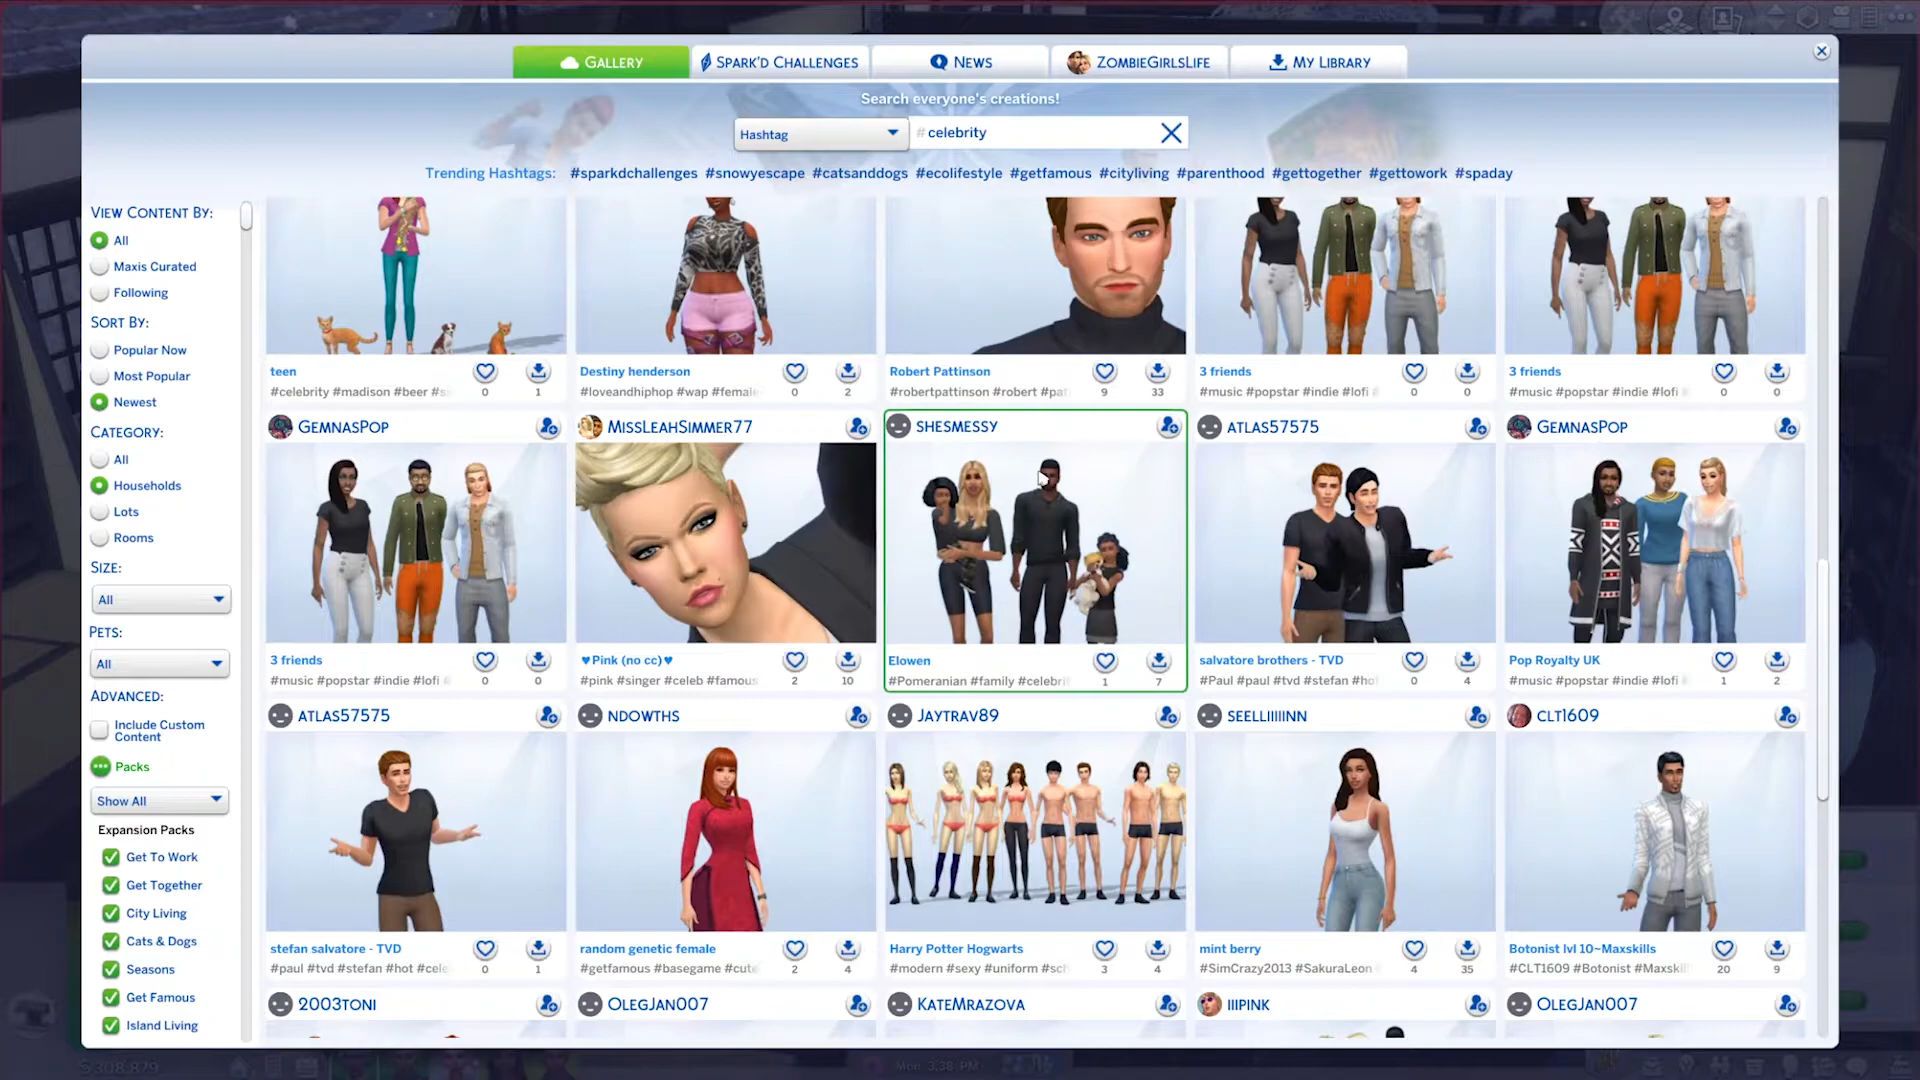 GALLERY
SPARK'D CHALLENGES
NEWS
ZOMBIEGIRLSLIFE
MY LIBRARY
Search everyone's creations!
Hashtag
# celebrity
Trending Hashtags: #sparkdchallenges #snowyescape #catsanddogs #ecolifestyle #getfamous #cityliving #parenthood #gettogether #gettowork #spaday
VIEW CONTENT BY:
All
Maxis Curated
Following
SORT BY:
Popular Now
Most Popular
Newest
CATEGORY:
All
Households
Lots
Rooms
SIZE:
All
PETS:
All
ADVANCED:
Include Custom
Content
Packs
Show All
Expansion Packs
Get To Work
Get Together
City Living
Cats & Dogs
Seasons
Get Famous
Island Living
teen
#celebrity #madison #beer
0 1
Destiny henderson
#loveandhiphop #wap
0 2
Robert Pattinson
#robertpattinson #robert
9 33
3 friends
#music #popstar #indie #lofi
0 0
3 friends
#music #popstar #indie #lofi
0 0
GEMNASPOP
MISSLEAHSIMMER77
SHESMESSY
ATLAS57575
GEMNASPOP
3 friends
#music #popstar #indie #lofi
0 0
♥Pink (no cc)♥
#pink #singer #celeb #famous
2 10
Elowen
#Pomeranian #family #celebri
1 7
salvatore brothers - TVD
#Paul #paul #tvd #stefan #ho
0 4
Pop Royalty UK
#music #popstar #indie #lofi
1 2
ATLAS57575
NDOWTHS
JAYTRAV89
SEELLIIIIINN
CLT1609
stefan salvatore - TVD
#paul #tvd #stefan #hot #cele
0 1
random genetic female
#getfamous #basegame #cute
2 4
Harry Potter Hogwarts
#modern #sexy #uniform #sc
3 4
mint berry
#SimCrazy2013 #SakuraLeon
4 35
Botonist lvl 10~Maxskills
#CLT1609 #Botonist #Maxskil
20 9
2003TONI
OLEGJAN007
KATEMRAZOVA
IIIPINK
OLEGJAN007
308,879
Mon. 3:38 PM